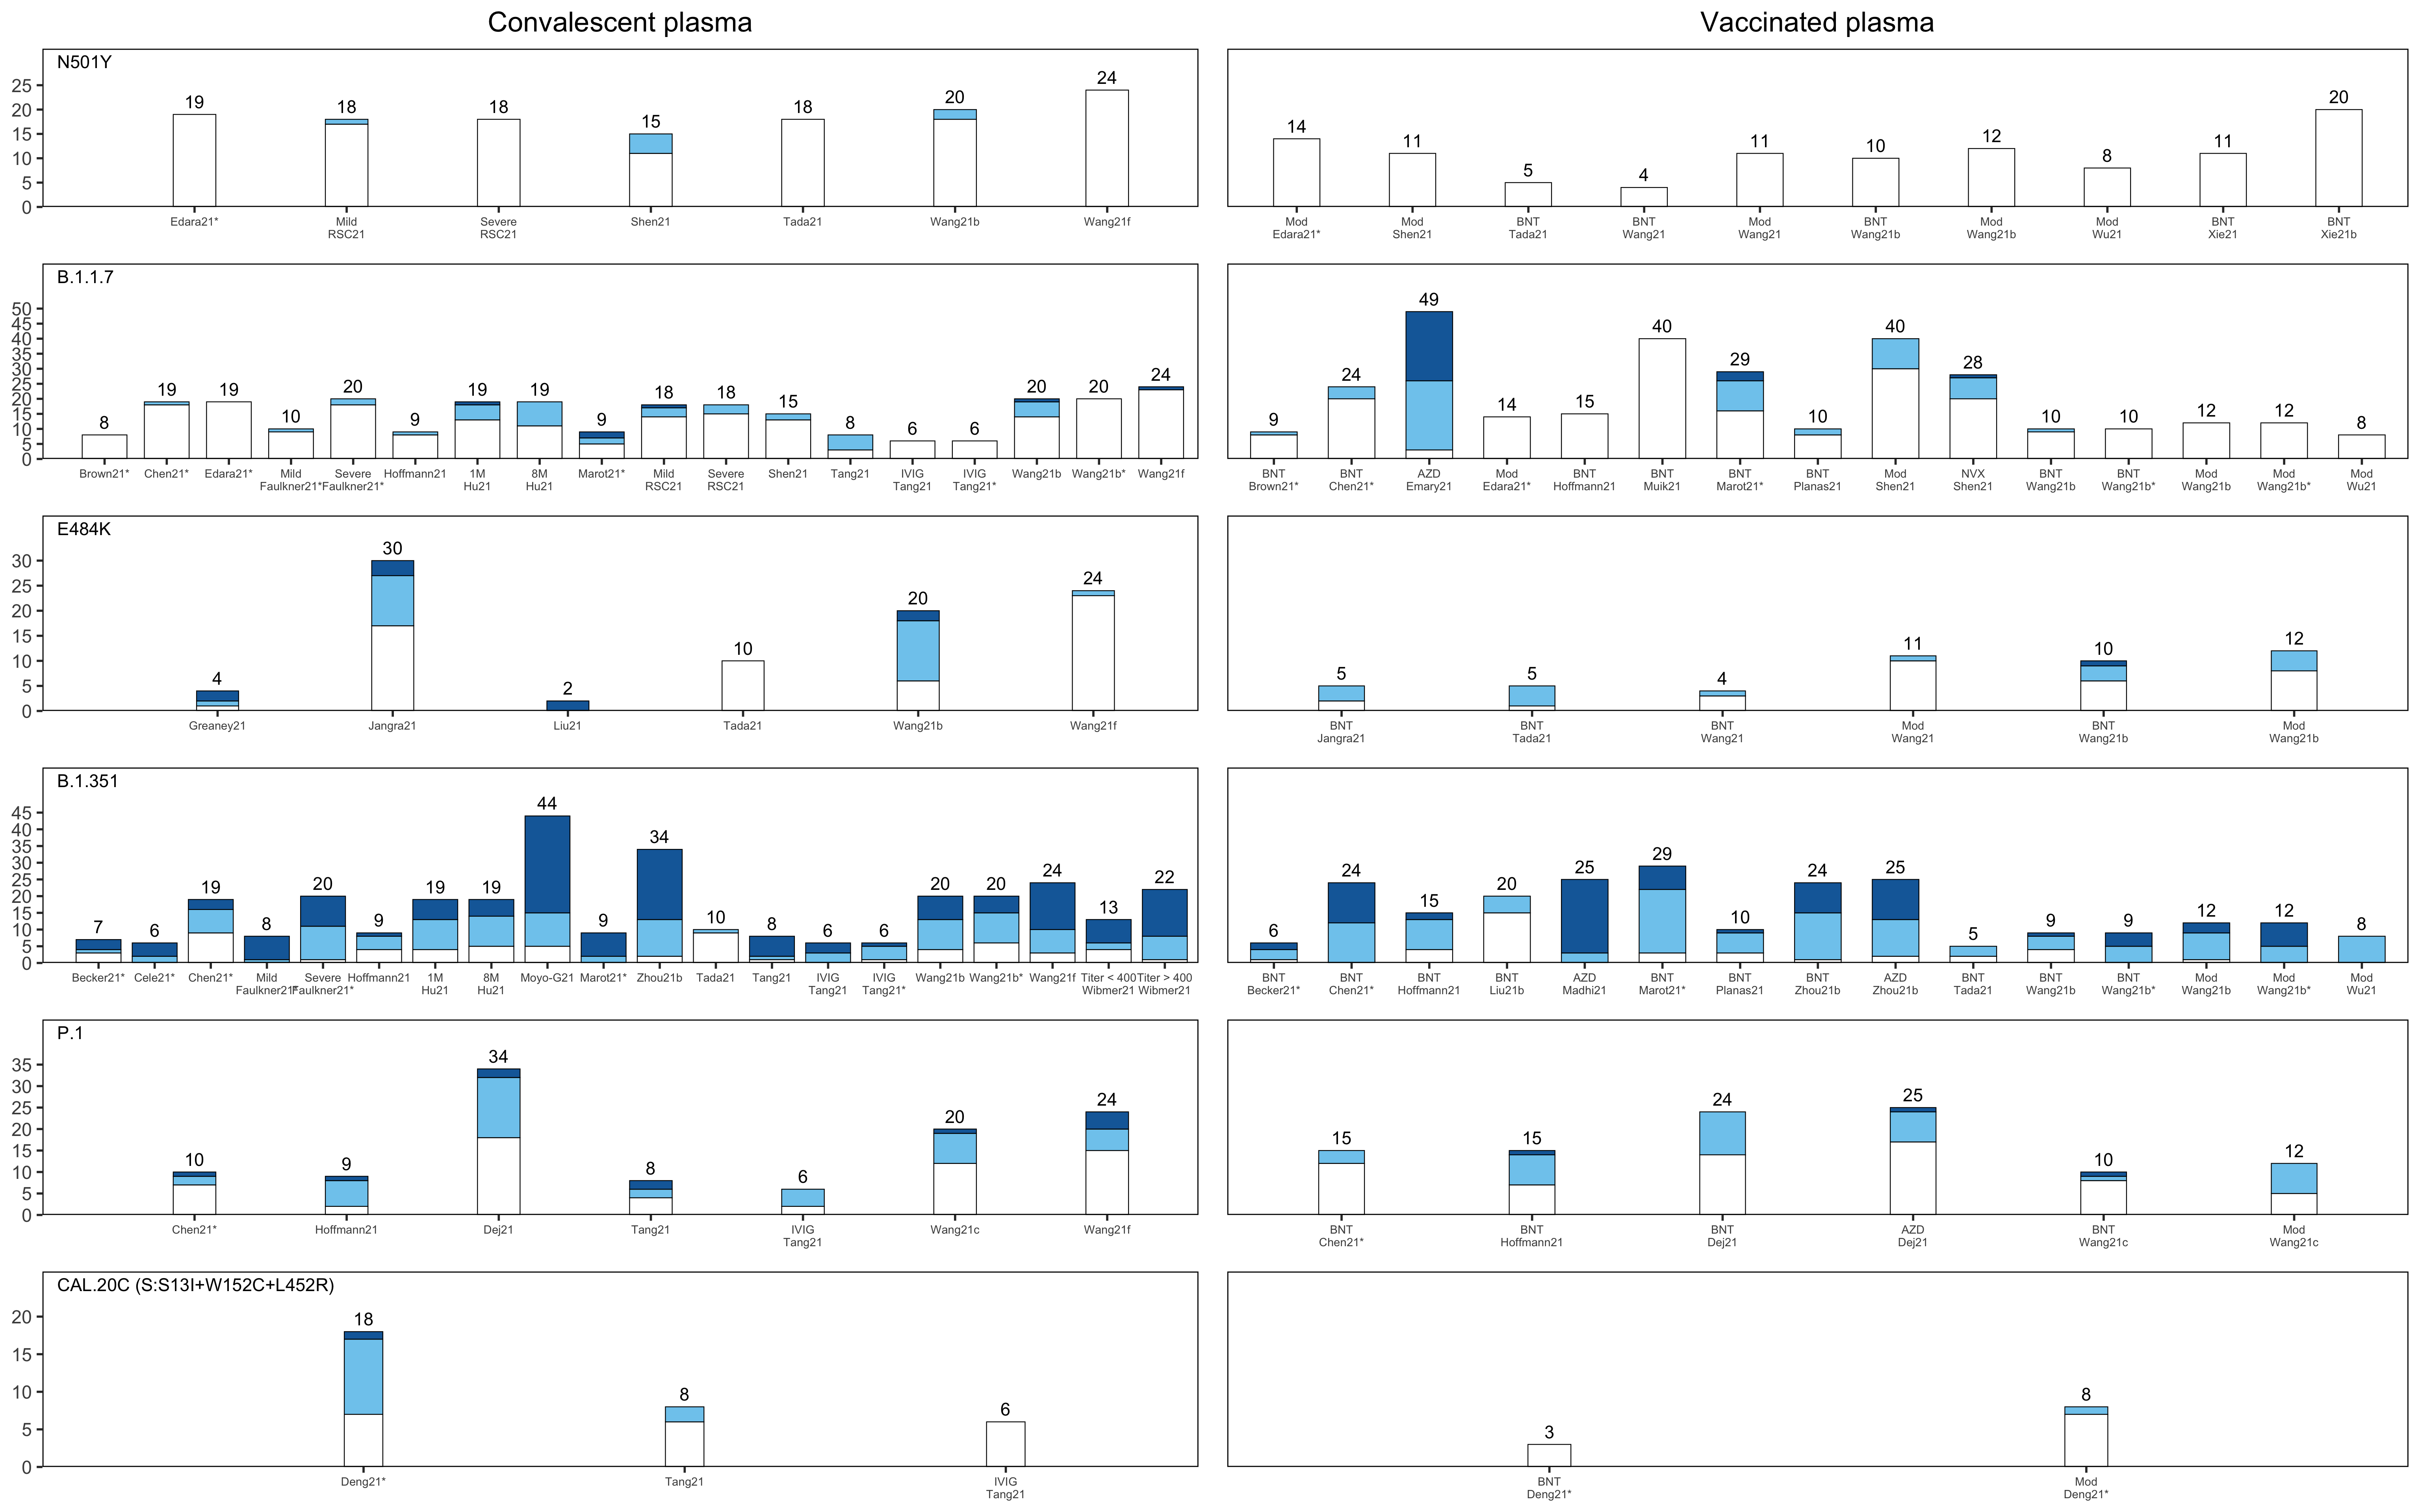 Convalescent plasma
Vaccinated plasma
N501Y
25
20
15
10
5
0
19 18 18 15 18 20 24
Edara21* Mild Severe Shen21 Tada21 Wang21b Wang21f
RSC21 RSC21
14 11 5 4 11 10 12 8 11 20
Mod Mod BNT BNT Mod BNT Mod Mod BNT BNT
Edara21* Shen21 Tada21 Wang21 Wang21 Wang21b Wang21b Wu21 Xie21 Xie21b
B.1.1.7
50
45
40
35
30
25
20
15
10
5
0
8 19 19 10 20 9 19 19 9 18 18 15 8 6 6 20 20 24
Brown21* Chen21* Edara21* Mild Severe Hoffmann21 1M 8M Marot21* Mild Severe Shen21 Tang21 IVIG IVIG Wang21b Wang21b* Wang21f
Faulkner21* Faulkner21* Hu21 Hu21 RSC21 RSC21 Tang21 Tang21*
9 24 49 14 15 40 29 10 40 28 10 10 12 12 8
BNT BNT AZD Mod BNT BNT BNT BNT Mod NVX BNT BNT Mod Mod Mod
Brown21* Chen21* Emary21 Edara21* Hoffmann21 Muik21 Marot21* Planas21 Shen21 Shen21 Wang21b Wang21b* Wang21b Wang21b* Wu21
E484K
30
25
20
15
10
5
0
4 30 2 10 20 24
Greaney21 Jangra21 Liu21 Tada21 Wang21b Wang21f
5 5 4 11 10 12
BNT BNT BNT Mod BNT Mod
Jangra21 Tada21 Wang21 Wang21 Wang21b Wang21b
B.1.351
45
40
35
30
25
20
15
10
5
0
7 6 19 8 20 9 19 19 44 9 34 10 8 6 6 20 20 24 13 22
Becker21* Cele21* Chen21* Mild Severe Hoffmann21 1M 8M Moyo-G21 Marot21* Zhou21b Tada21 Tang21 IVIG IVIG Wang21b Wang21b* Wang21f Titer < 400 Titer > 400
Faulkner21* Faulkner21* Hu21 Hu21 Tang21 Tang21* Wibmer21 Wibmer21
6 24 15 20 25 29 10 24 25 5 9 9 12 12 8
BNT BNT BNT BNT AZD BNT BNT BNT AZD BNT BNT BNT Mod Mod Mod
Becker21* Chen21* Hoffmann21 Liu21b Madhi21 Marot21* Planas21 Zhou21b Zhou21b Tada21 Wang21b Wang21b* Wang21b Wang21b* Wu21
P.1
35
30
25
20
15
10
5
0
10 9 34 8 6 20 24
Chen21* Hoffmann21 Dej21 Tang21 IVIG Wang21c Wang21f
Tang21
15 15 24 25 10 12
BNT BNT BNT AZD BNT Mod
Chen21* Hoffmann21 Dej21 Dej21 Wang21c Wang21c
CAL.20C (S:S13I+W152C+L452R)
20
15
10
5
0
18 8 6
Deng21* Tang21 IVIG
Tang21
3 8
BNT Mod
Deng21* Deng21*